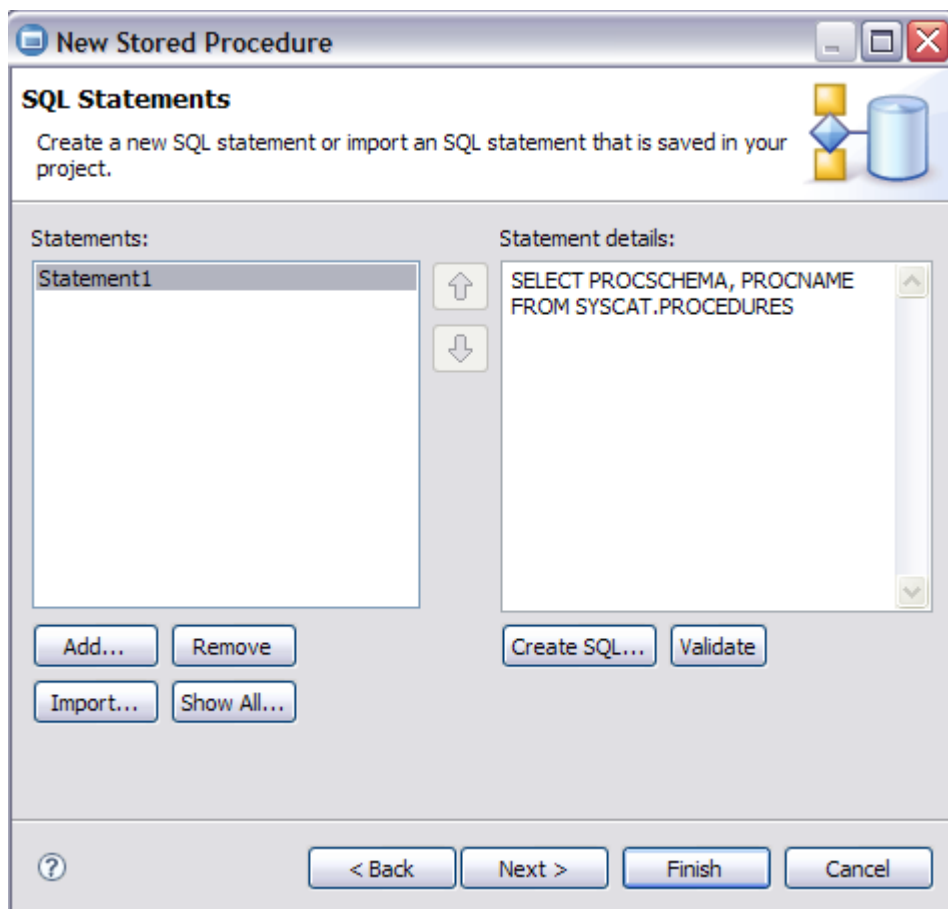 New Stored Procedure
SQL Statements
Create a new SQL statement or import an SQL statement that is saved in your
project.
Statements:
Statement1
Statement details:
SELECT PROCSCHEMA, PROCNAME
FROM SYSCAT.PROCEDURES
Add...
Remove
Import...
Show All...
Create SQL...
Validate
?
< Back
Next >
Finish
Cancel